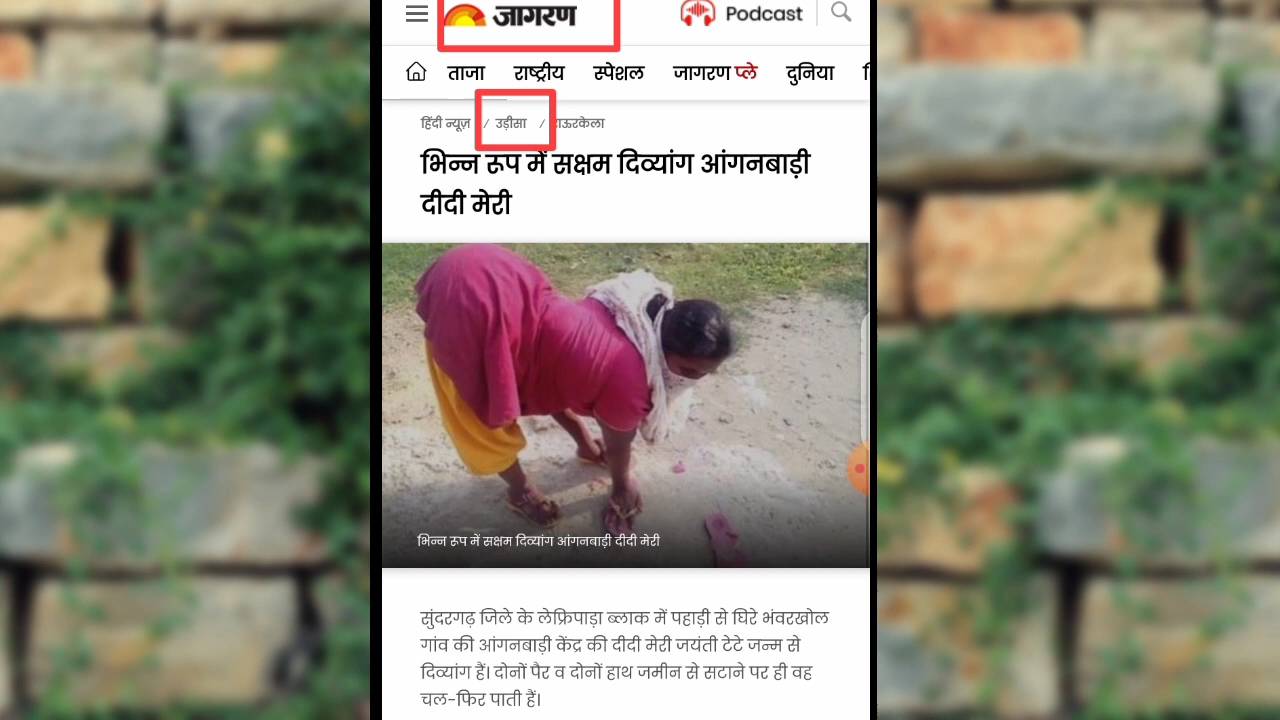 जागरण
Podcast
ताजा राष्ट्रीय स्पेशल जागरण प्ले दुनिया
हिंदी न्यूज़ / उड़ीसा / राऊरकेला
भिन्न रूप में सक्षम दिव्यांग आंगनबाड़ी
दीदी मेरी
भिन्न रूप में सक्षम दिव्यांग आंगनबाड़ी दीदी मेरी
सुंदरगढ़ जिले के लेफ्रिपाड़ा ब्लाक में पहाड़ी से घिरे भंवरखोल
गांव की आंगनबाड़ी केंद्र की दीदी मेरी जयंती टेटे जन्म से
दिव्यांग हैं। दोनों पैर व दोनों हाथ जमीन से सटाने पर ही वह
चल-फिर पाती हैं।